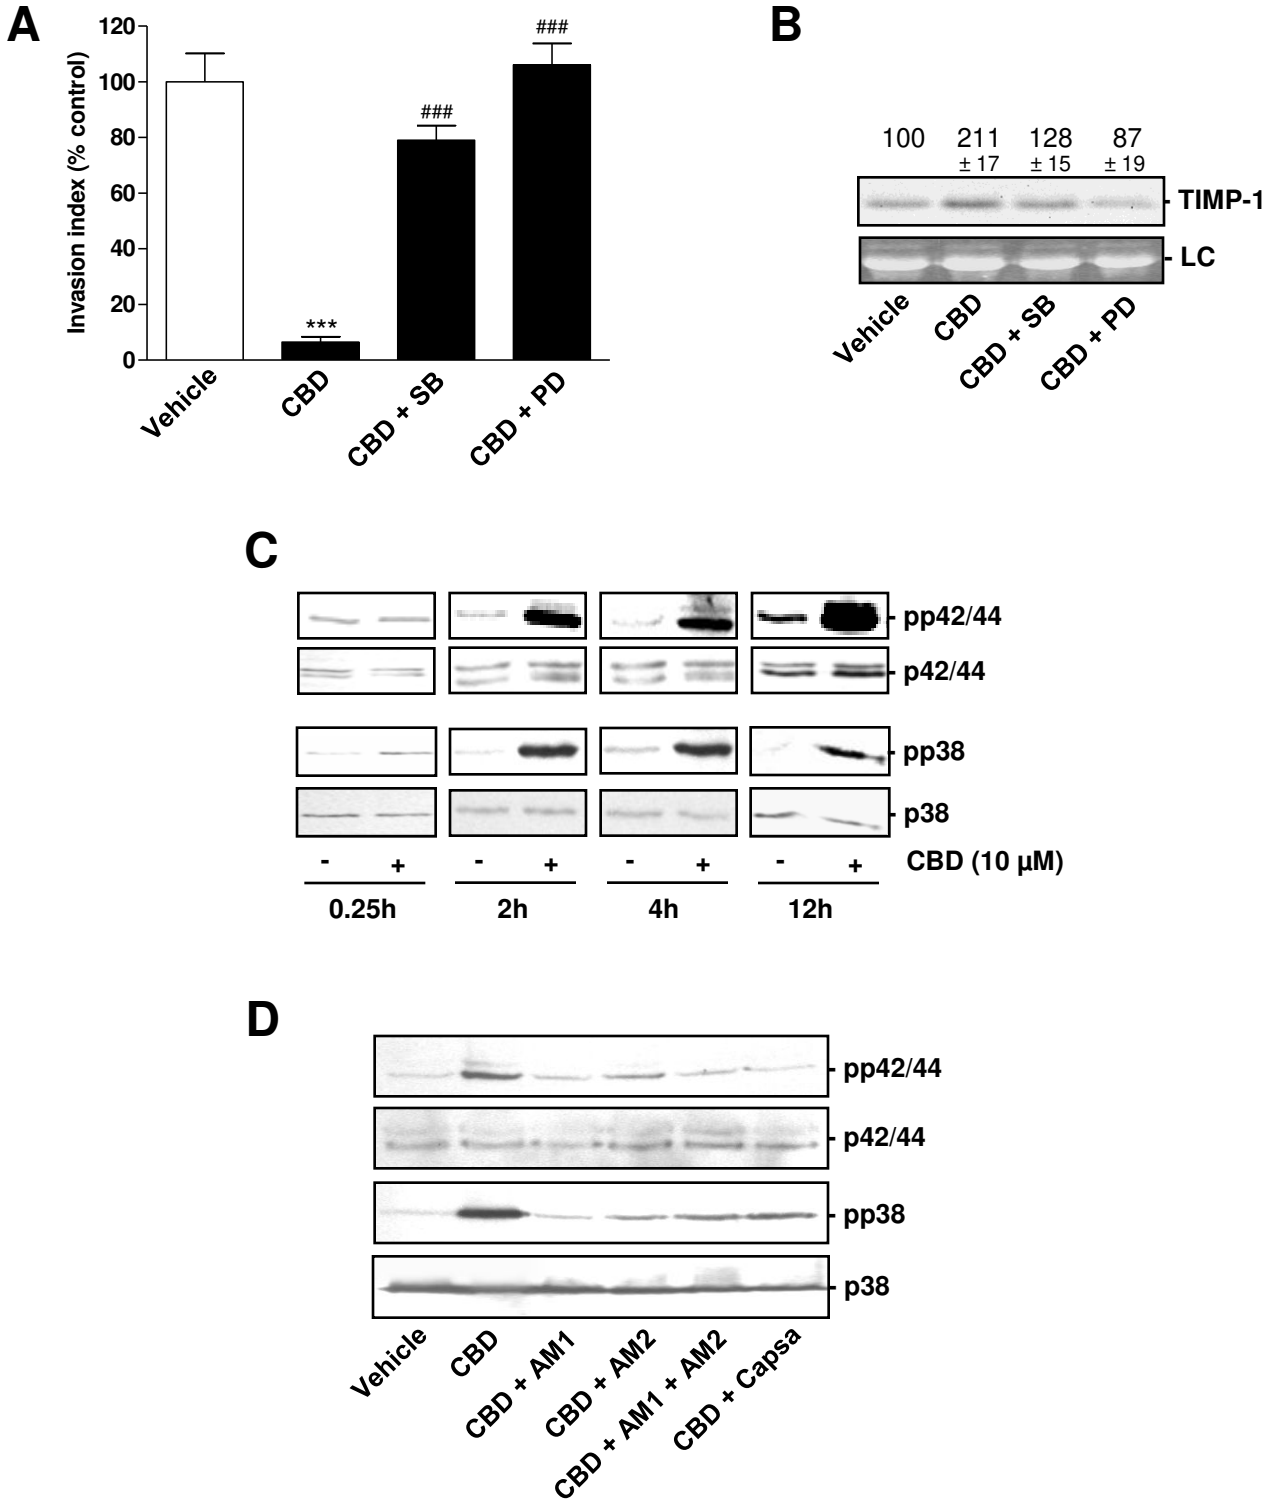 A
Invasion index (% control)
120
100
80
60
40
20
0
***
###
###
Vehicle
CBD
CBD + SB
CBD + PD
B
100 211 128 87
± 17 ± 15 ± 19
TIMP-1
LC
Vehicle
CBD
CBD + SB
CBD + PD
C
pp42/44
p42/44
pp38
p38
- + - + - + - + CBD (10 µM)
0.25h 2h 4h 12h
D
pp42/44
p42/44
pp38
p38
Vehicle
CBD
CBD + AM1
CBD + AM2
CBD + AM1 + AM2
CBD + Capsa